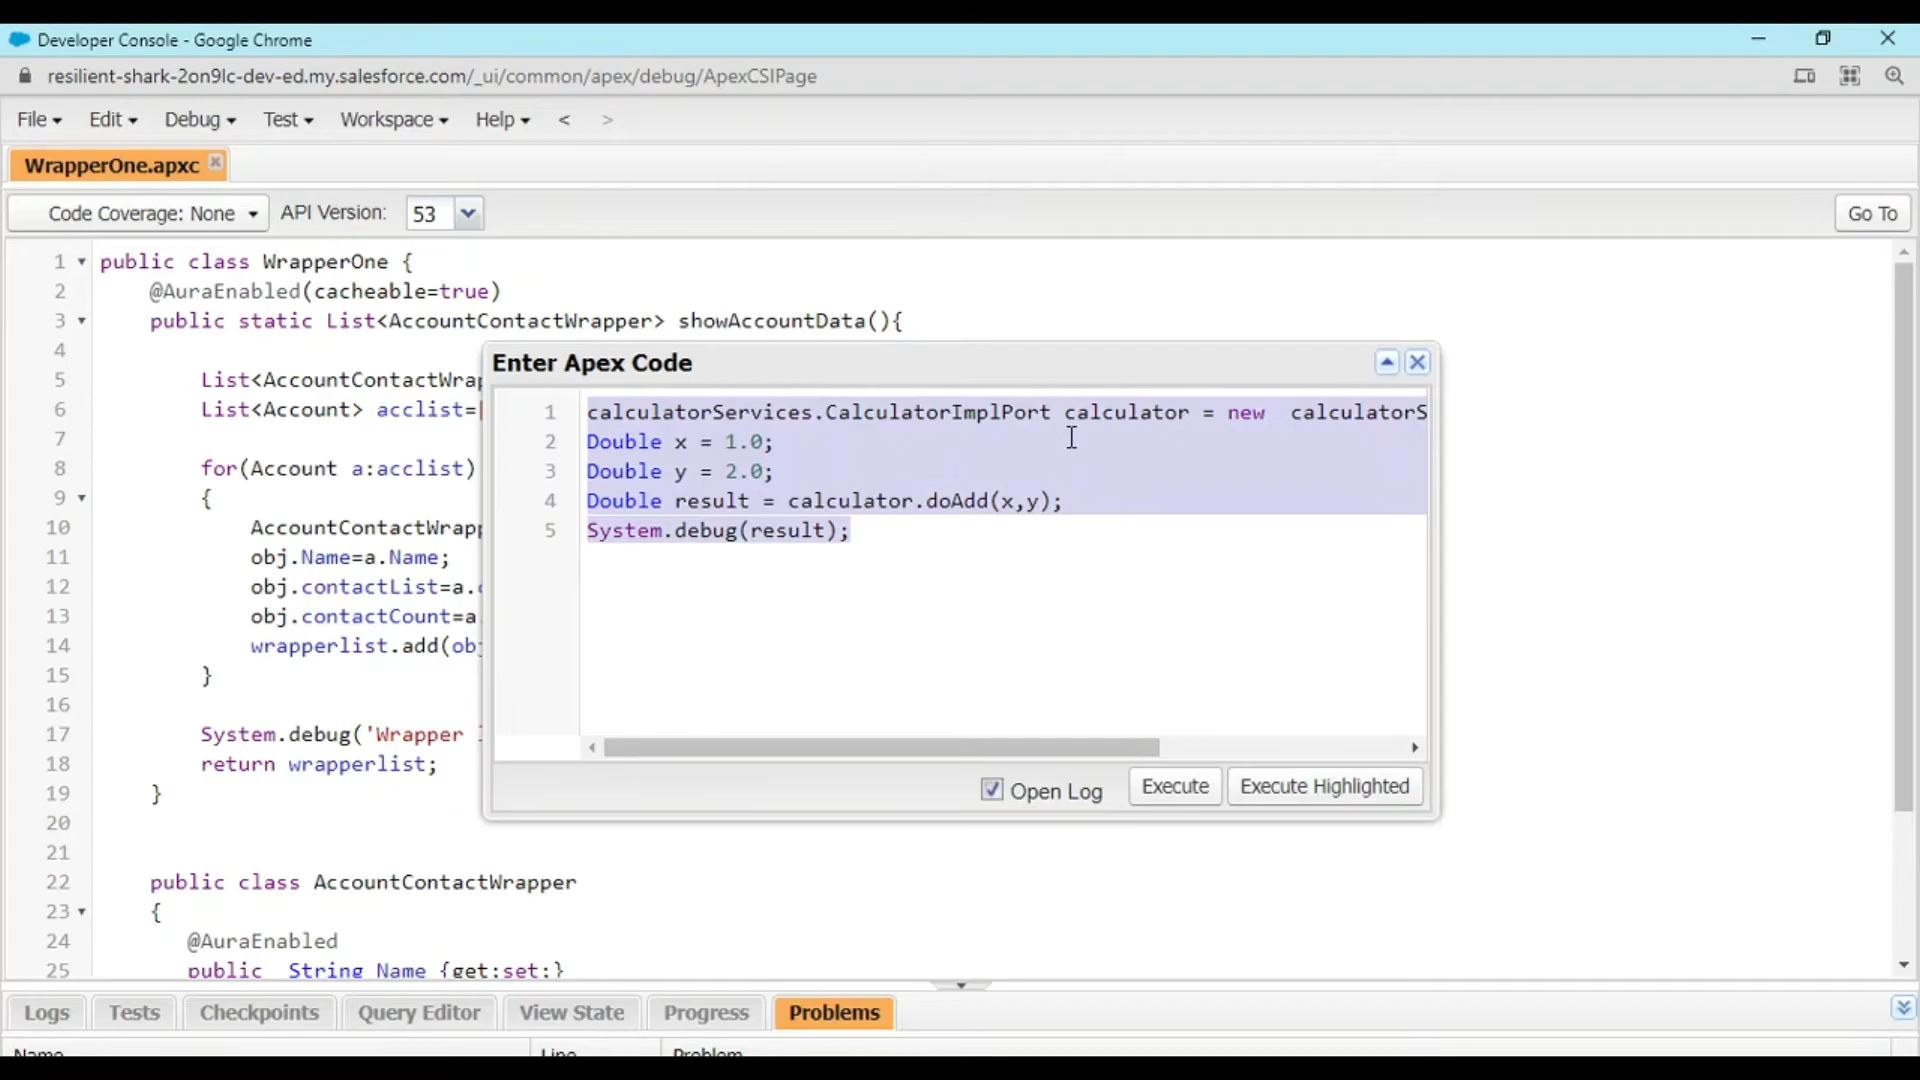 Developer Console - Google Chrome
resilient-shark-2on9lc-dev-ed.my.salesforce.com/_ui/common/apex/debug/ApexCSIPage
File Edit Debug Test Workspace Help < >
WrapperOne.apxc
Code Coverage: None API Version: 53 Go To
1 public class WrapperOne {
2 @AuraEnabled(cacheable=true)
3 public static List<AccountContactWrapper> showAccountData(){
4
5 List<AccountContactWrap
6 List<Account> acclist=[
7
8 for(Account a:acclist)
9 {
10 AccountContactWrapp
11 obj.Name=a.Name;
12 obj.contactList=a.
13 obj.contactCount=a.
14 wrapperlist.add(obj
15 }
16
17 System.debug('Wrapper
18 return wrapperlist;
19 }
20
21
22 public class AccountContactWrapper
23 {
24 @AuraEnabled
25 public String Name {get;set;}
Enter Apex Code
1 calculatorServices.CalculatorImplPort calculator = new calculatorS
2 Double x = 1.0;
3 Double y = 2.0;
4 Double result = calculator.doAdd(x,y);
5 System.debug(result);
Open Log Execute Execute Highlighted
Logs Tests Checkpoints Query Editor View State Progress Problems
Name Line Problem